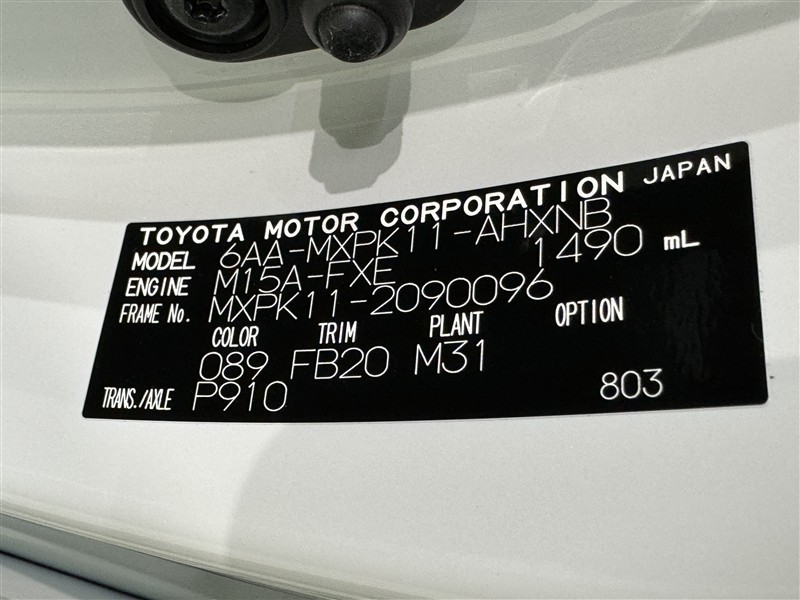 TOYOTA MOTOR CORPORATION JAPAN
MODEL 6AA-MXPK11-AHXNB
ENGINE M15A-FXE 1490 mL
FRAME No. MXPK11-2090096
COLOR TRIM PLANT OPTION
089 FB20 M31
TRANS./AXLE P910 803